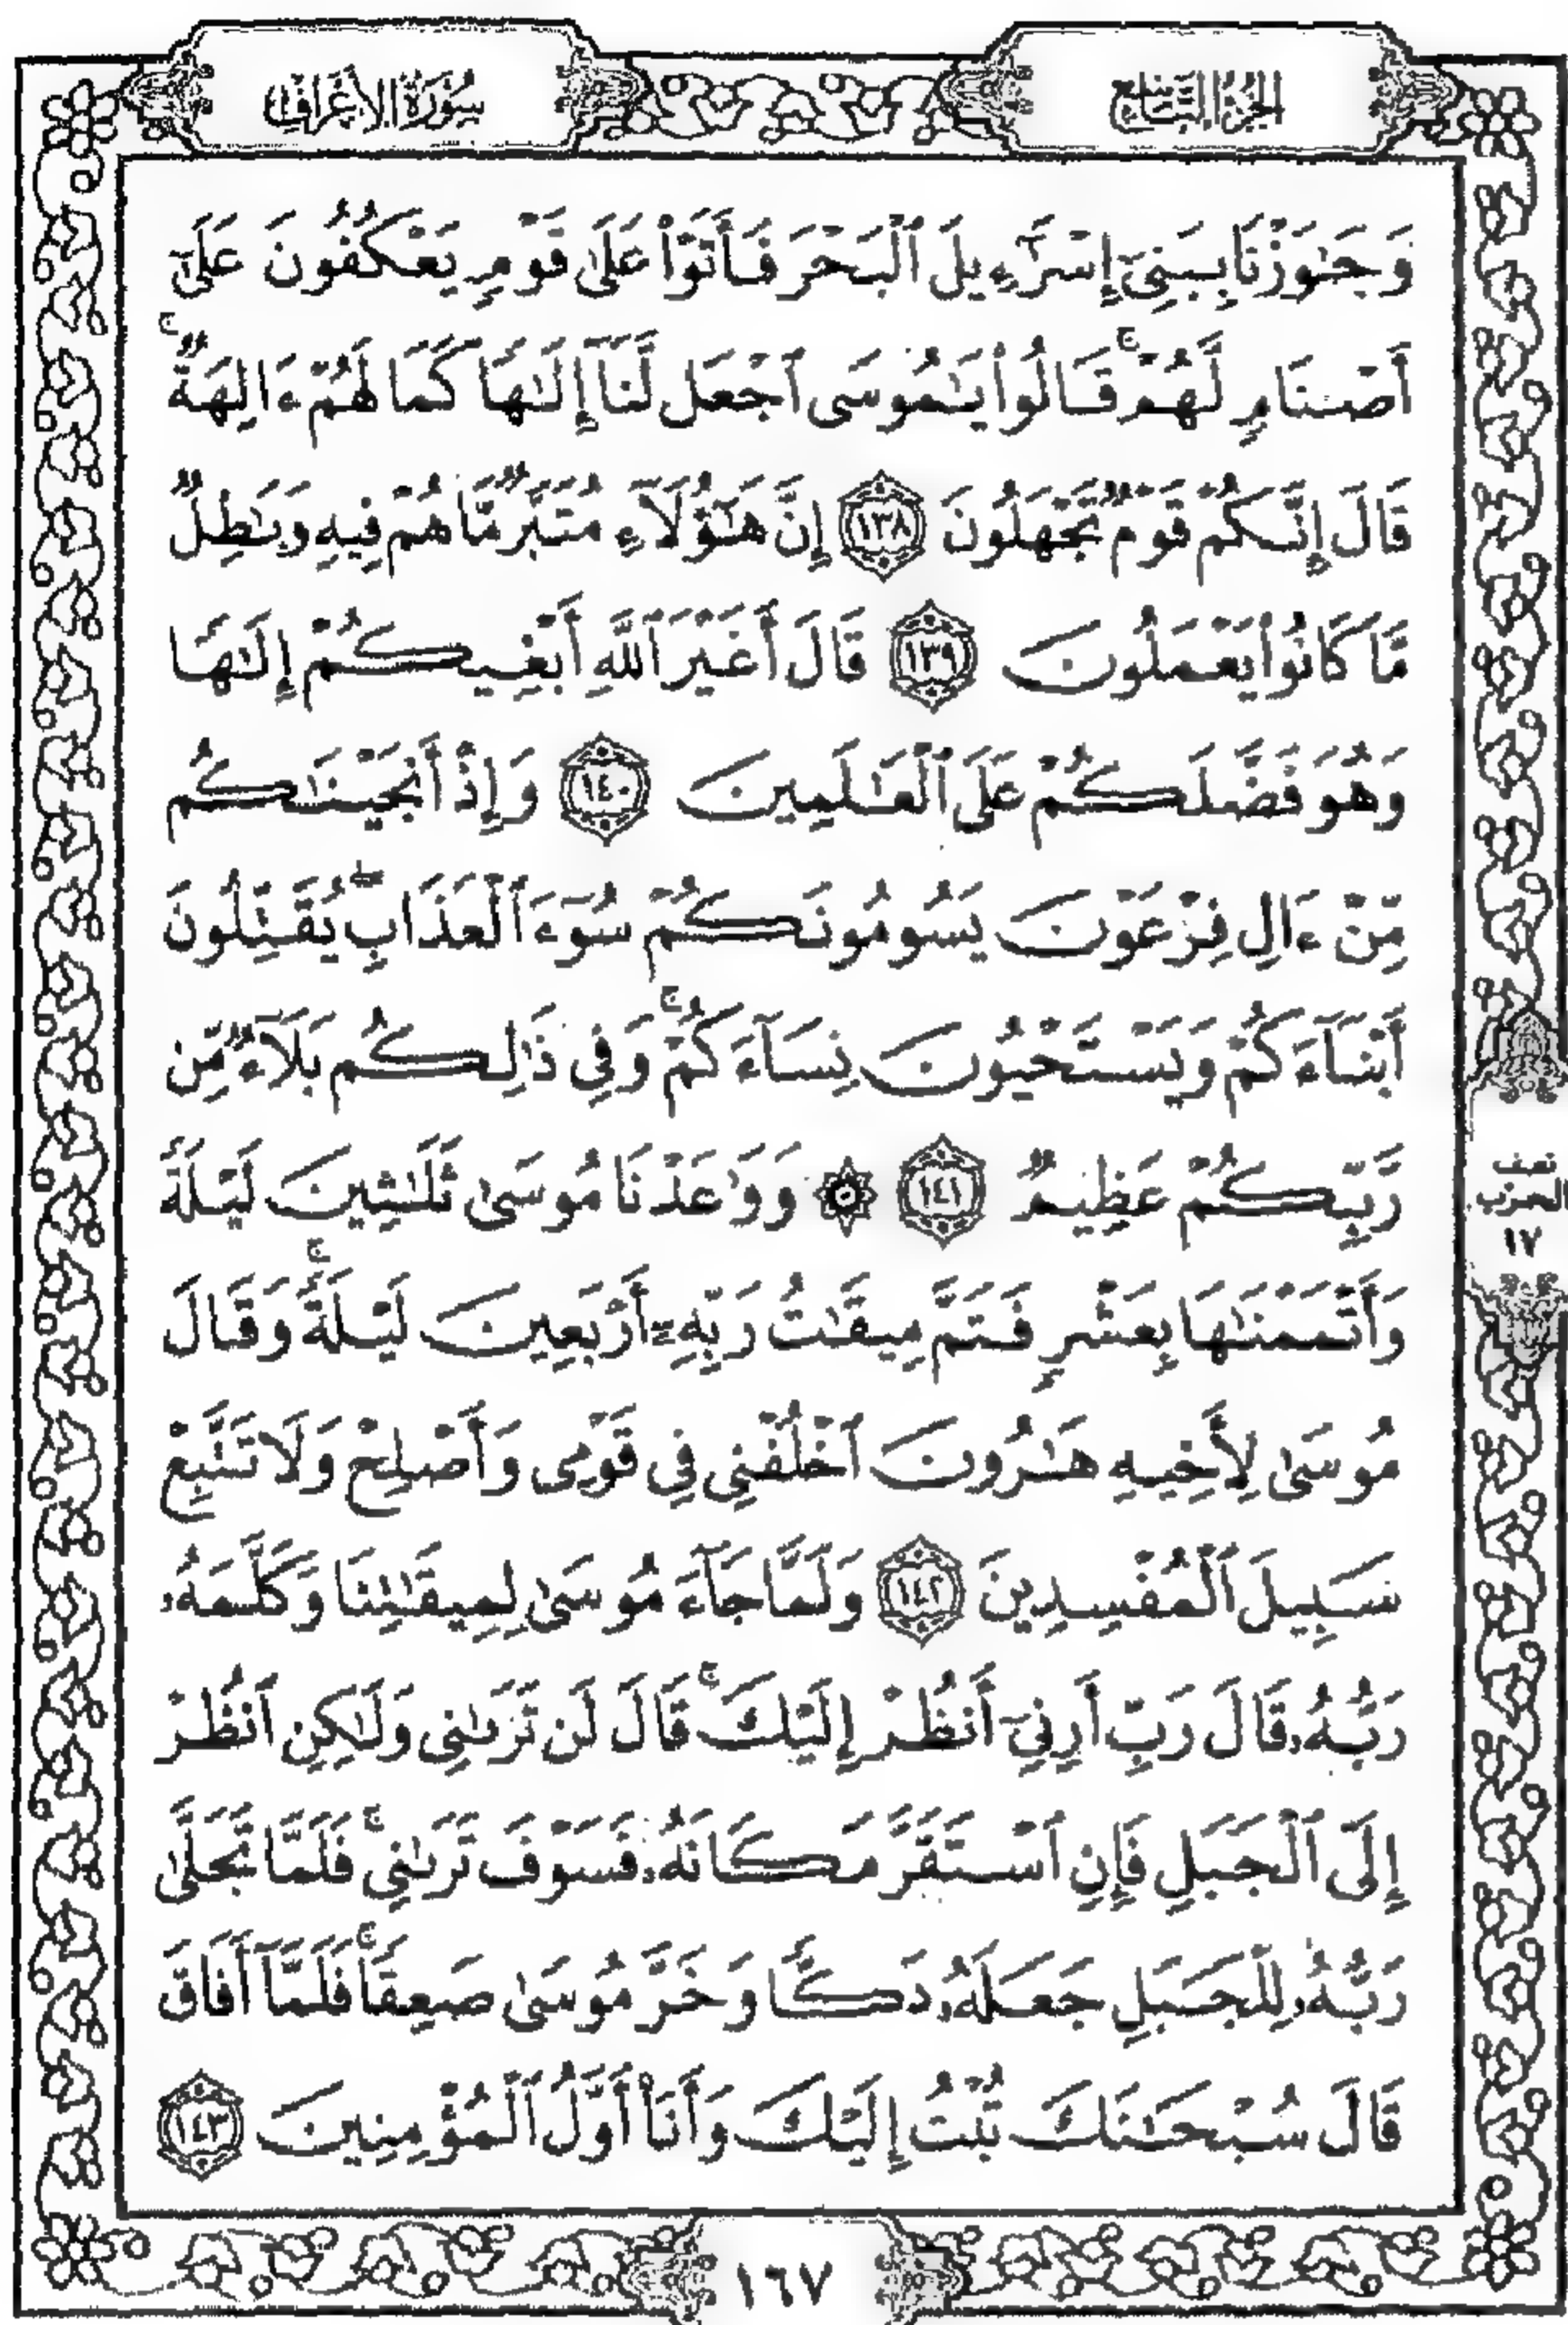 الجزء التاسع
سورة الأعراف
وَجَٰوَزْنَا بِبَنِىٓ إِسْرَٰٓءِيلَ ٱلْبَحْرَ فَأَتَوْا۟ عَلَىٰ قَوْمٍ يَعْكُفُونَ عَلَىٰٓ
أَصْنَامٍ لَّهُمْ ۚ قَالُوا۟ يَٰمُوسَى ٱجْعَل لَّنَآ إِلَٰهًا كَمَا لَهُمْ ءَالِهَةٌ ۚ
قَالَ إِنَّكُمْ قَوْمٌ تَجْهَلُونَ ١٣٨ إِنَّ هَٰٓؤُلَآءِ مُتَبَّرٌ مَّا هُمْ فِيهِ وَبَٰطِلٌ
مَّا كَانُوا۟ يَعْمَلُونَ ١٣٩ قَالَ أَغَيْرَ ٱللَّهِ أَبْغِيكُمْ إِلَٰهًا
وَهُوَ فَضَّلَكُمْ عَلَى ٱلْعَٰلَمِينَ ١٤٠ وَإِذْ أَنجَيْنَٰكُم
مِّنْ ءَالِ فِرْعَوْنَ يَسُومُونَكُمْ سُوٓءَ ٱلْعَذَابِ ۖ يُقَتِّلُونَ
أَبْنَآءَكُمْ وَيَسْتَحْيُونَ نِسَآءَكُمْ ۚ وَفِى ذَٰلِكُم بَلَآءٌ مِّن
رَّبِّكُمْ عَظِيمٌ ١٤١ ۞ وَوَٰعَدْنَا مُوسَىٰ ثَلَٰثِينَ لَيْلَةً
نصف
الحزب
١٧
وَأَتْمَمْنَٰهَا بِعَشْرٍ فَتَمَّ مِيقَٰتُ رَبِّهِۦٓ أَرْبَعِينَ لَيْلَةً ۚ وَقَالَ
مُوسَىٰ لِأَخِيهِ هَٰرُونَ ٱخْلُفْنِى فِى قَوْمِى وَأَصْلِحْ وَلَا تَتَّبِعْ
سَبِيلَ ٱلْمُفْسِدِينَ ١٤٢ وَلَمَّا جَآءَ مُوسَىٰ لِمِيقَٰتِنَا وَكَلَّمَهُۥ
رَبُّهُۥ قَالَ رَبِّ أَرِنِىٓ أَنظُرْ إِلَيْكَ ۚ قَالَ لَن تَرَىٰنِى وَلَٰكِنِ ٱنظُرْ
إِلَى ٱلْجَبَلِ فَإِنِ ٱسْتَقَرَّ مَكَانَهُۥ فَسَوْفَ تَرَىٰنِى ۚ فَلَمَّا تَجَلَّىٰ
رَبُّهُۥ لِلْجَبَلِ جَعَلَهُۥ دَكًّا وَخَرَّ مُوسَىٰ صَعِقًا ۚ فَلَمَّآ أَفَاقَ
قَالَ سُبْحَٰنَكَ تُبْتُ إِلَيْكَ وَأَنَا۠ أَوَّلُ ٱلْمُؤْمِنِينَ ١٤٣
١٦٧